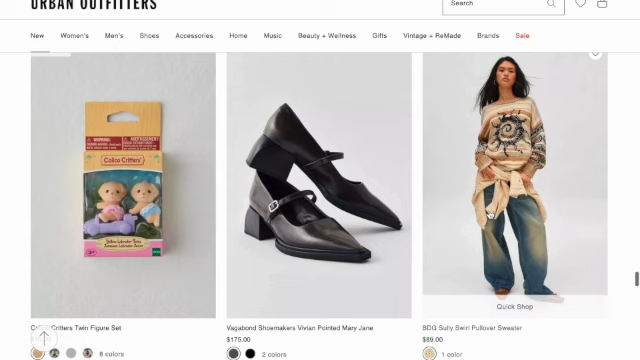 URBAN OUTFITTERS
Search
New Women's Men's Shoes Accessories Home Music Beauty + Wellness Gifts Vintage + ReMade Brands Sale
WARNING:
AVERTISSEMENT
Calico Critters
Quick Shop
Critters Twin Figure Set
8 colors
Vagabond Shoemakers Vivian Pointed Mary Jane
$175.00
2 colors
BDG Sully Swirl Pullover Sweater
$89.00
1 color